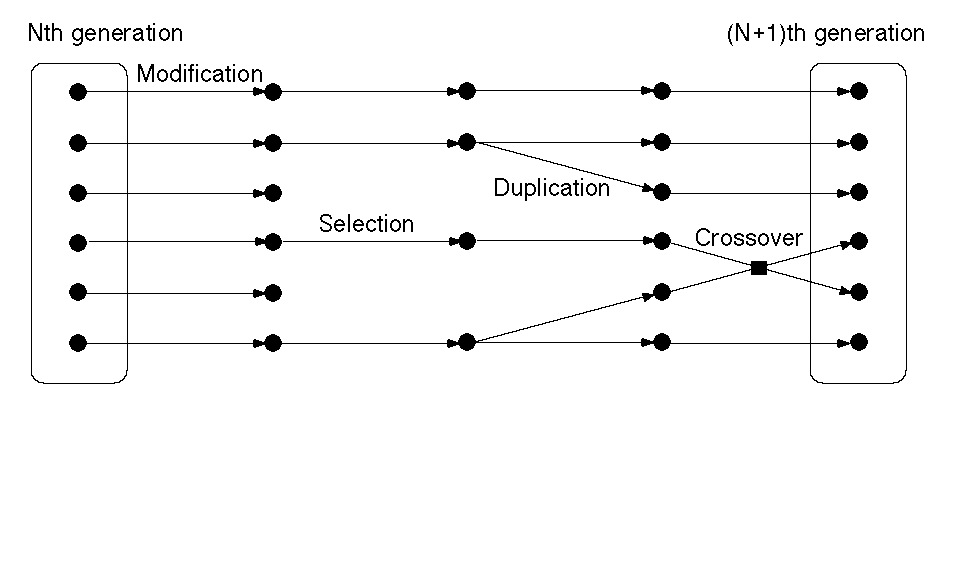 Nth generation
(N+1)th generation
Modification
Duplication
Selection
Crossover